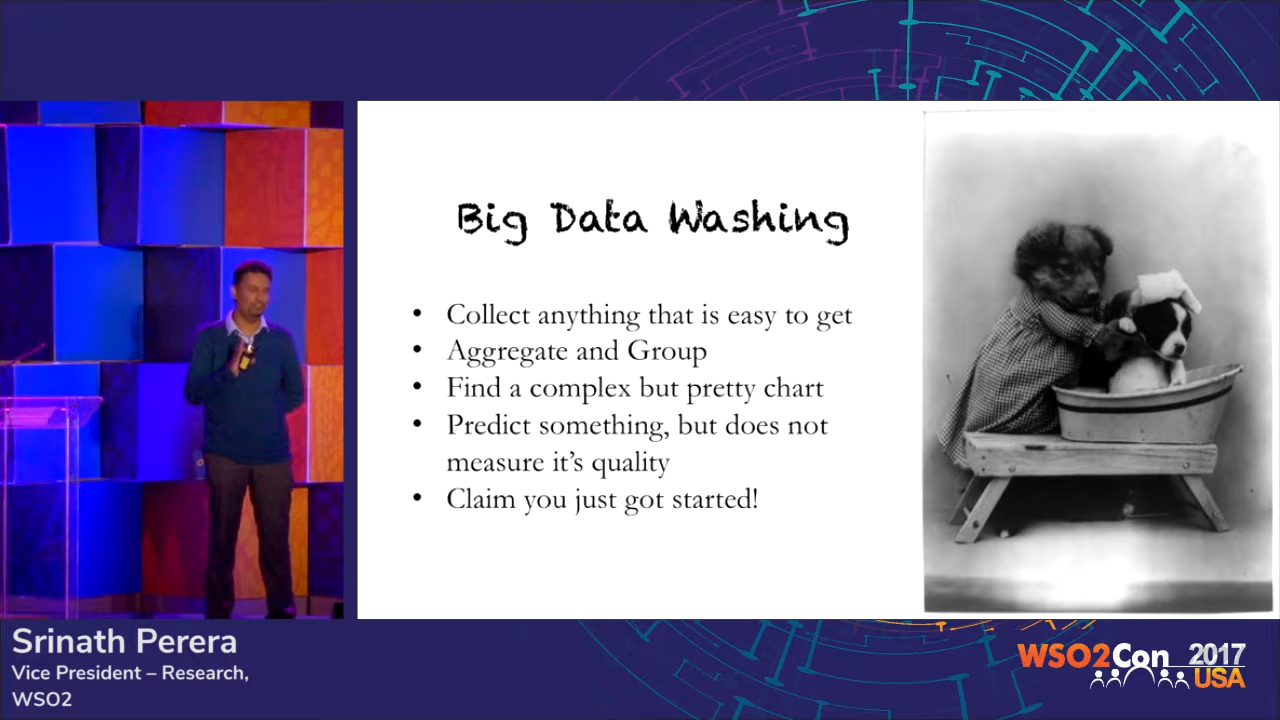 Big Data Washing
• Collect anything that is easy to get
• Aggregate and Group
• Find a complex but pretty chart
• Predict something, but does not
measure it’s quality
• Claim you just got started!
Srinath Perera
Vice President – Research,
WSO2
WSO2Con 2017
USA